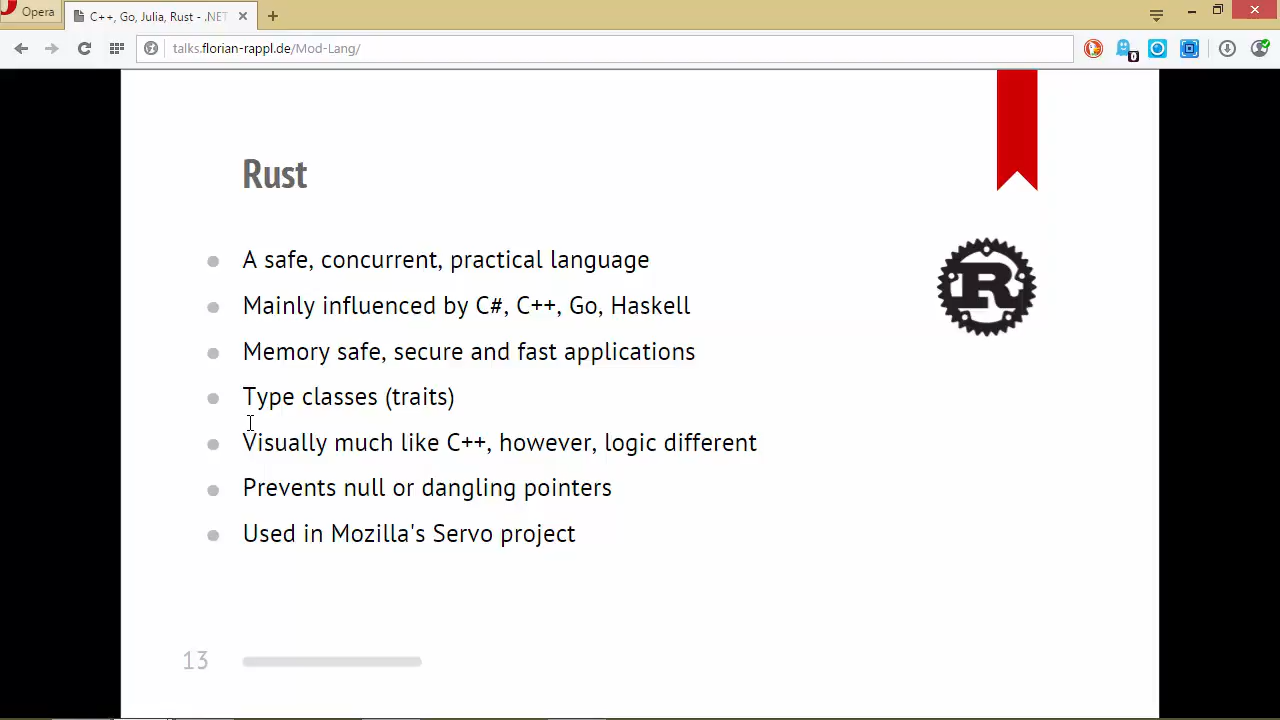 Opera
C++, Go, Julia, Rust - .NET
talks.florian-rappl.de/Mod-Lang/
0
Rust
A safe, concurrent, practical language
Mainly influenced by C#, C++, Go, Haskell
R
Memory safe, secure and fast applications
Type classes (traits)
Visually much like C++, however, logic different
Prevents null or dangling pointers
Used in Mozilla's Servo project
13